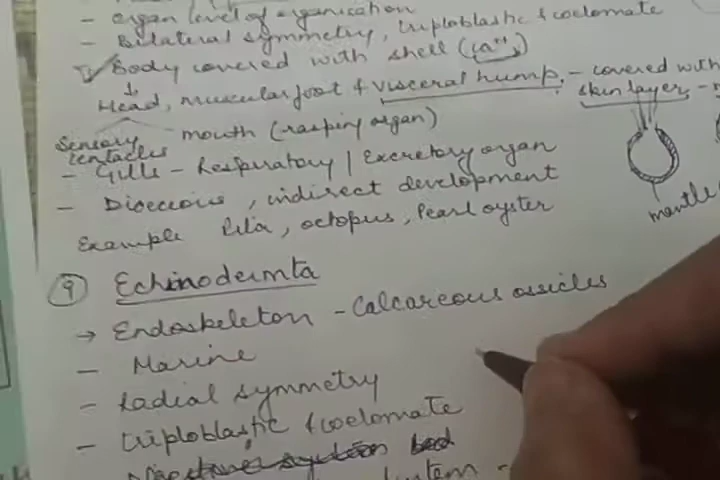 - organ level of organisation
- Bilateral symmetry, triploblastic & coelomate
Body covered with shell (Ca++)
Head, muscular foot & visceral hump, - covered with
skin layer -
Sensory tentacles
mouth (rasping organ)
- Gills - Respiratory / Excretory organ
- Dioecious, indirect development
mantle
Example Pila, octopus, Pearl oyster
9 Echinodermta
→ Endoskeleton - Calcareous ossicles
- Marine
- Radial symmetry
- triploblastic & coelomate